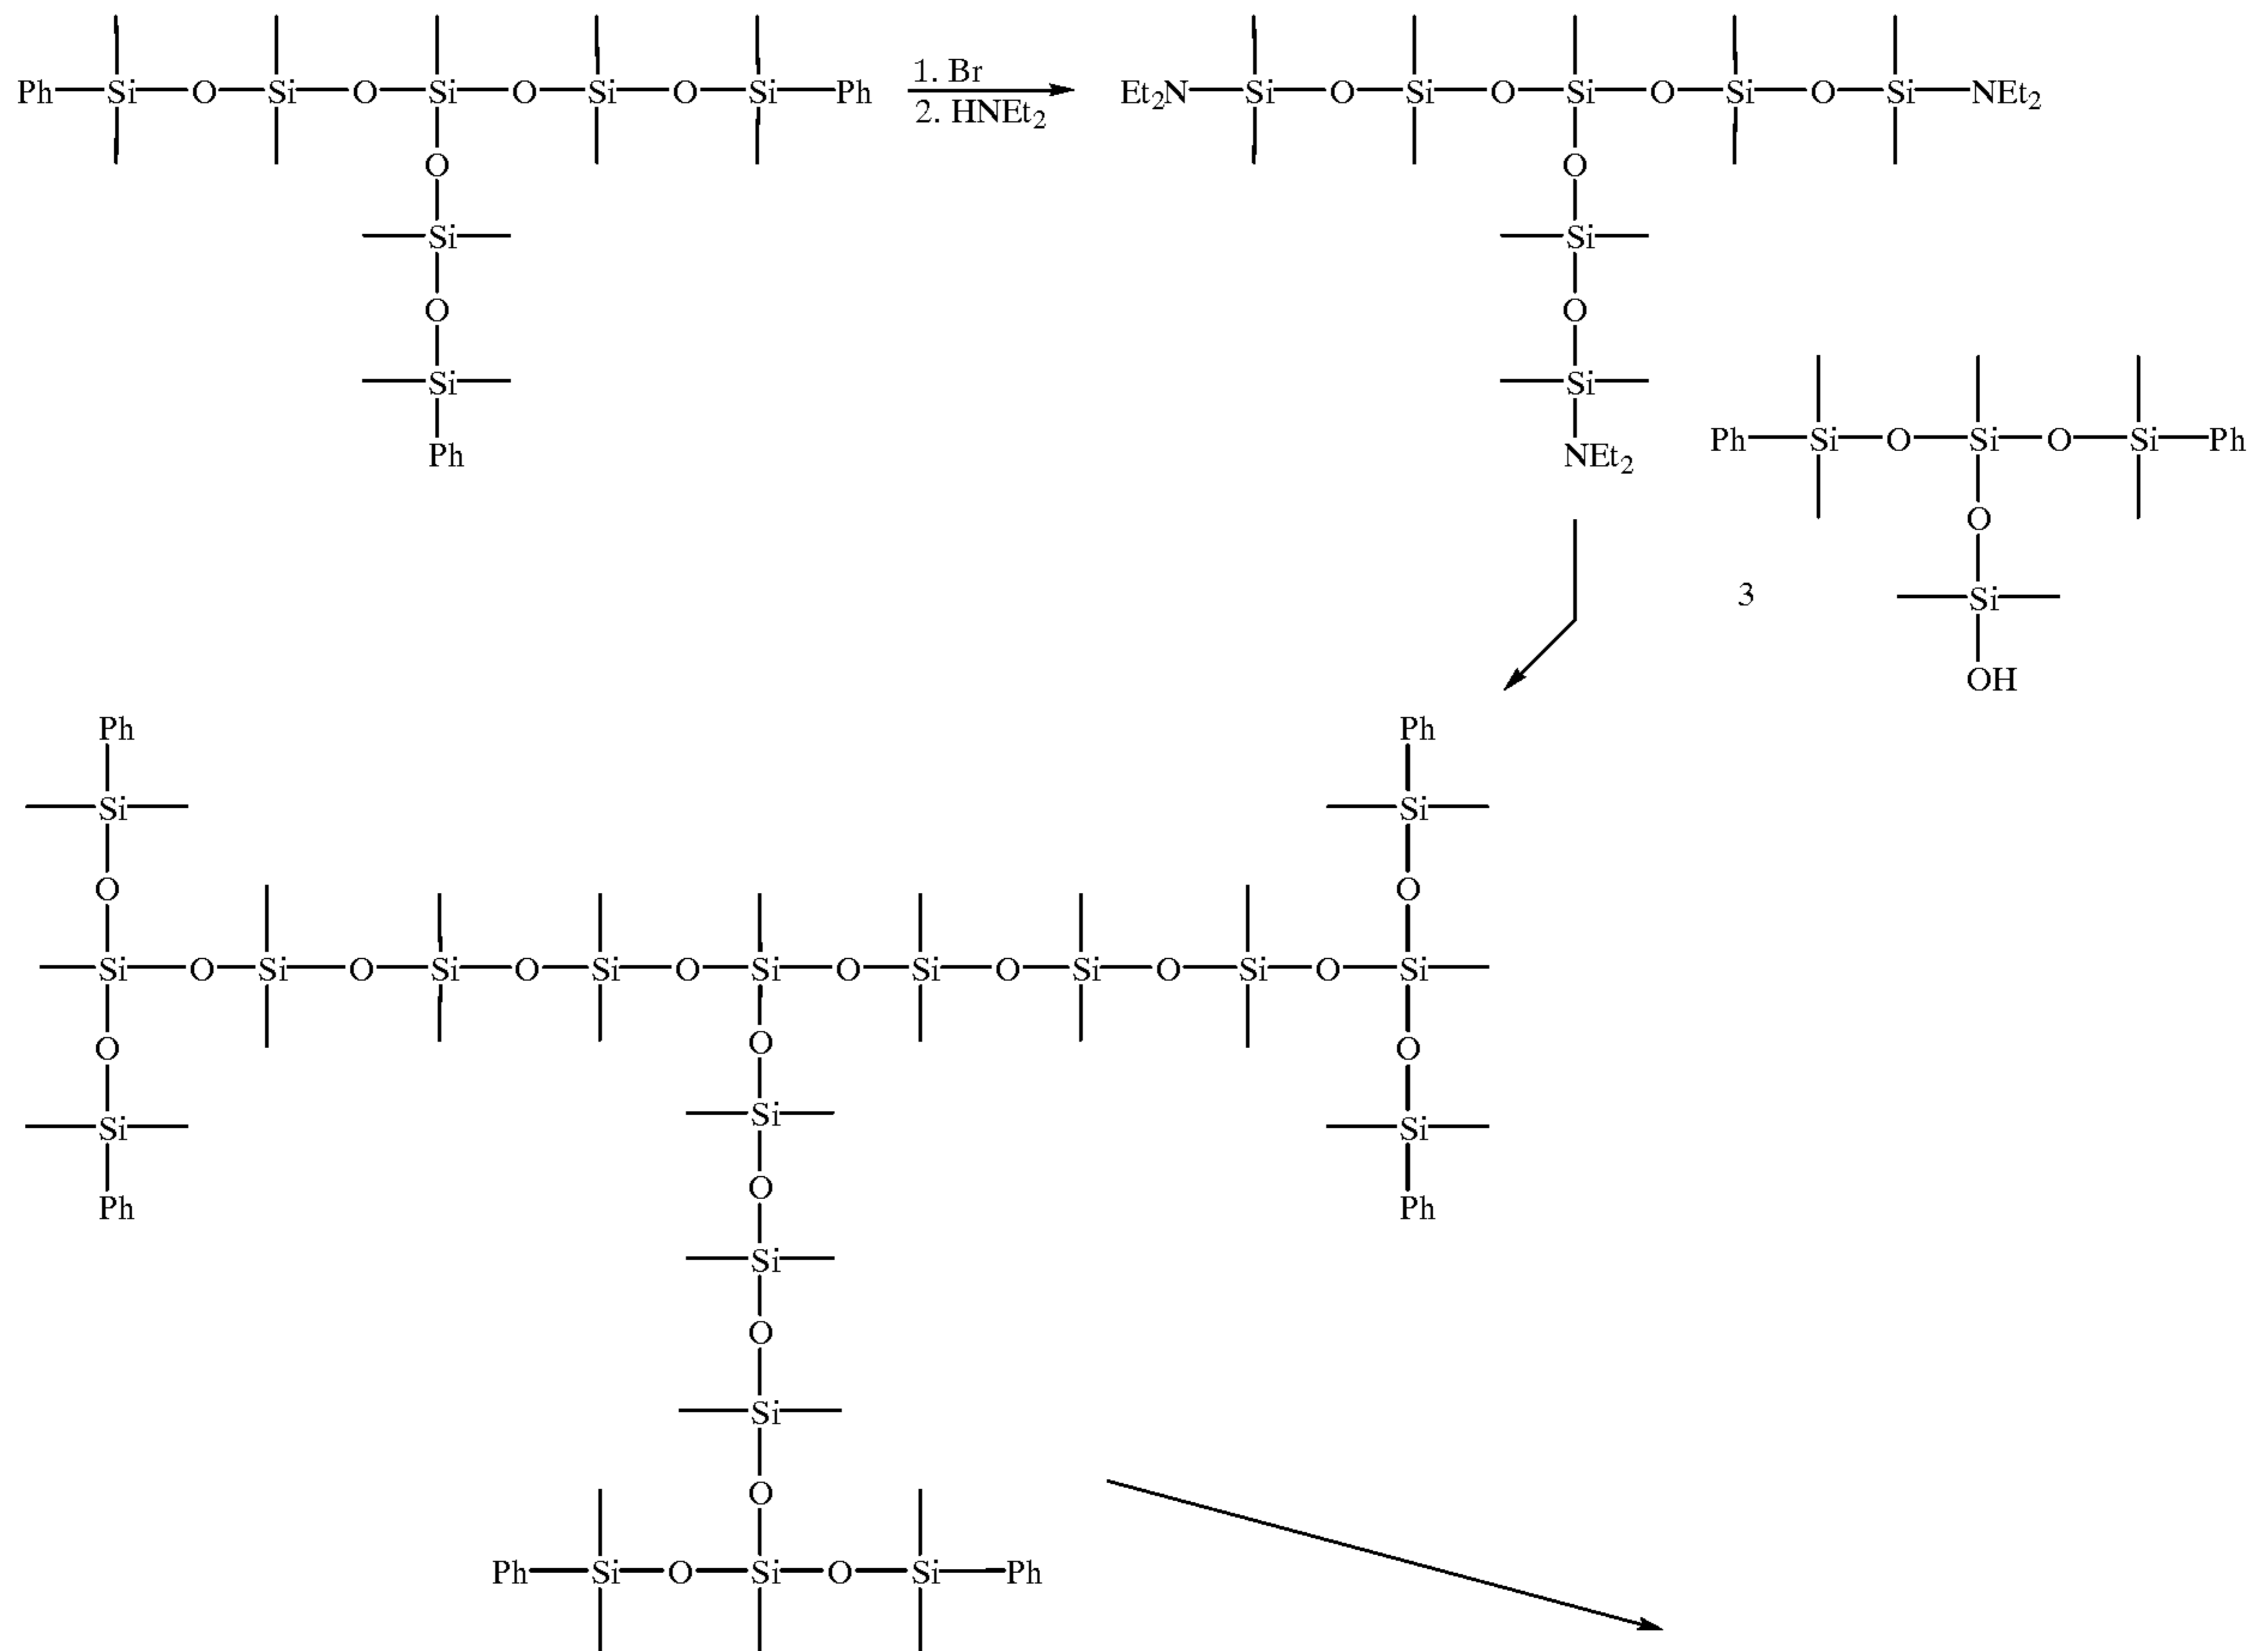 Ph Si O Si O Si O Si O Si Ph
1. Br
2. HNEt2
Et2N Si O Si O Si O Si O Si NEt2
O
Si
O
Si
Ph
O
Si
O
Si
NEt2
Ph Si O Si O Si Ph
O
3
Si
OH
Ph
Si
O
Ph
Si
O
Si O Si O Si O Si O Si O Si O Si O Si O Si
O
Si
Ph
O
Si
Ph
O
Si
O
Si
O
Si
O
Ph Si O Si O Si Ph